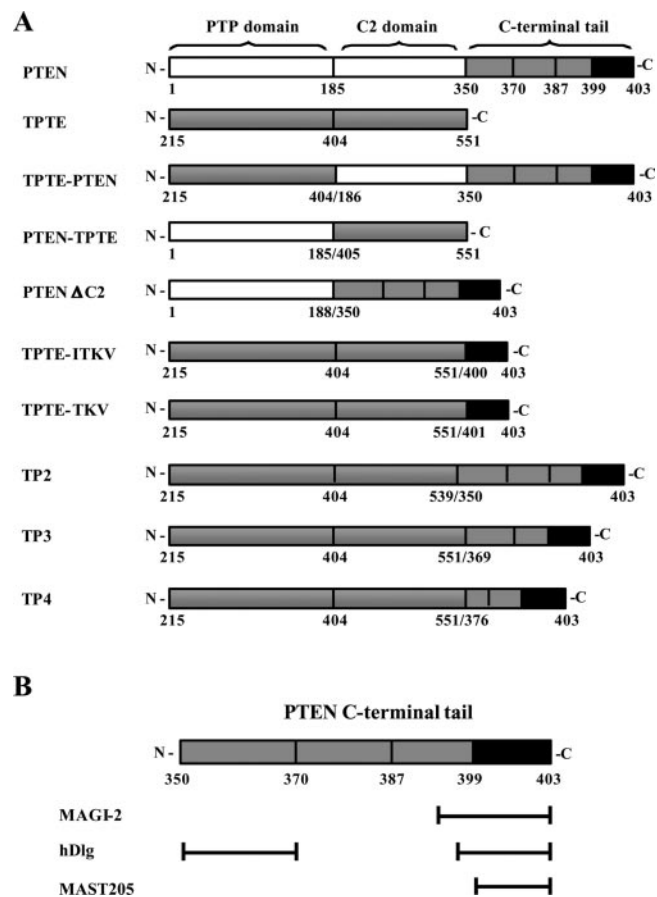 A
PTP domain C2 domain C-terminal tail
PTEN N - -C
1 185 350 370 387 399 403
TPTE N - -C
215 404 551
TPTE-PTEN N - -C
215 404/186 350 403
PTEN-TPTE N - - C
1 185/405 551
PTEN ΔC2 N - -C
1 188/350 403
TPTE-ITKV N - -C
215 404 551/400 403
TPTE-TKV N - -C
215 404 551/401 403
TP2 N - -C
215 404 539/350 403
TP3 N - -C
215 404 551/369 403
TP4 N - -C
215 404 551/376 403
B
PTEN C-terminal tail
N - -C
350 370 387 399 403
MAGI-2
hDlg
MAST205